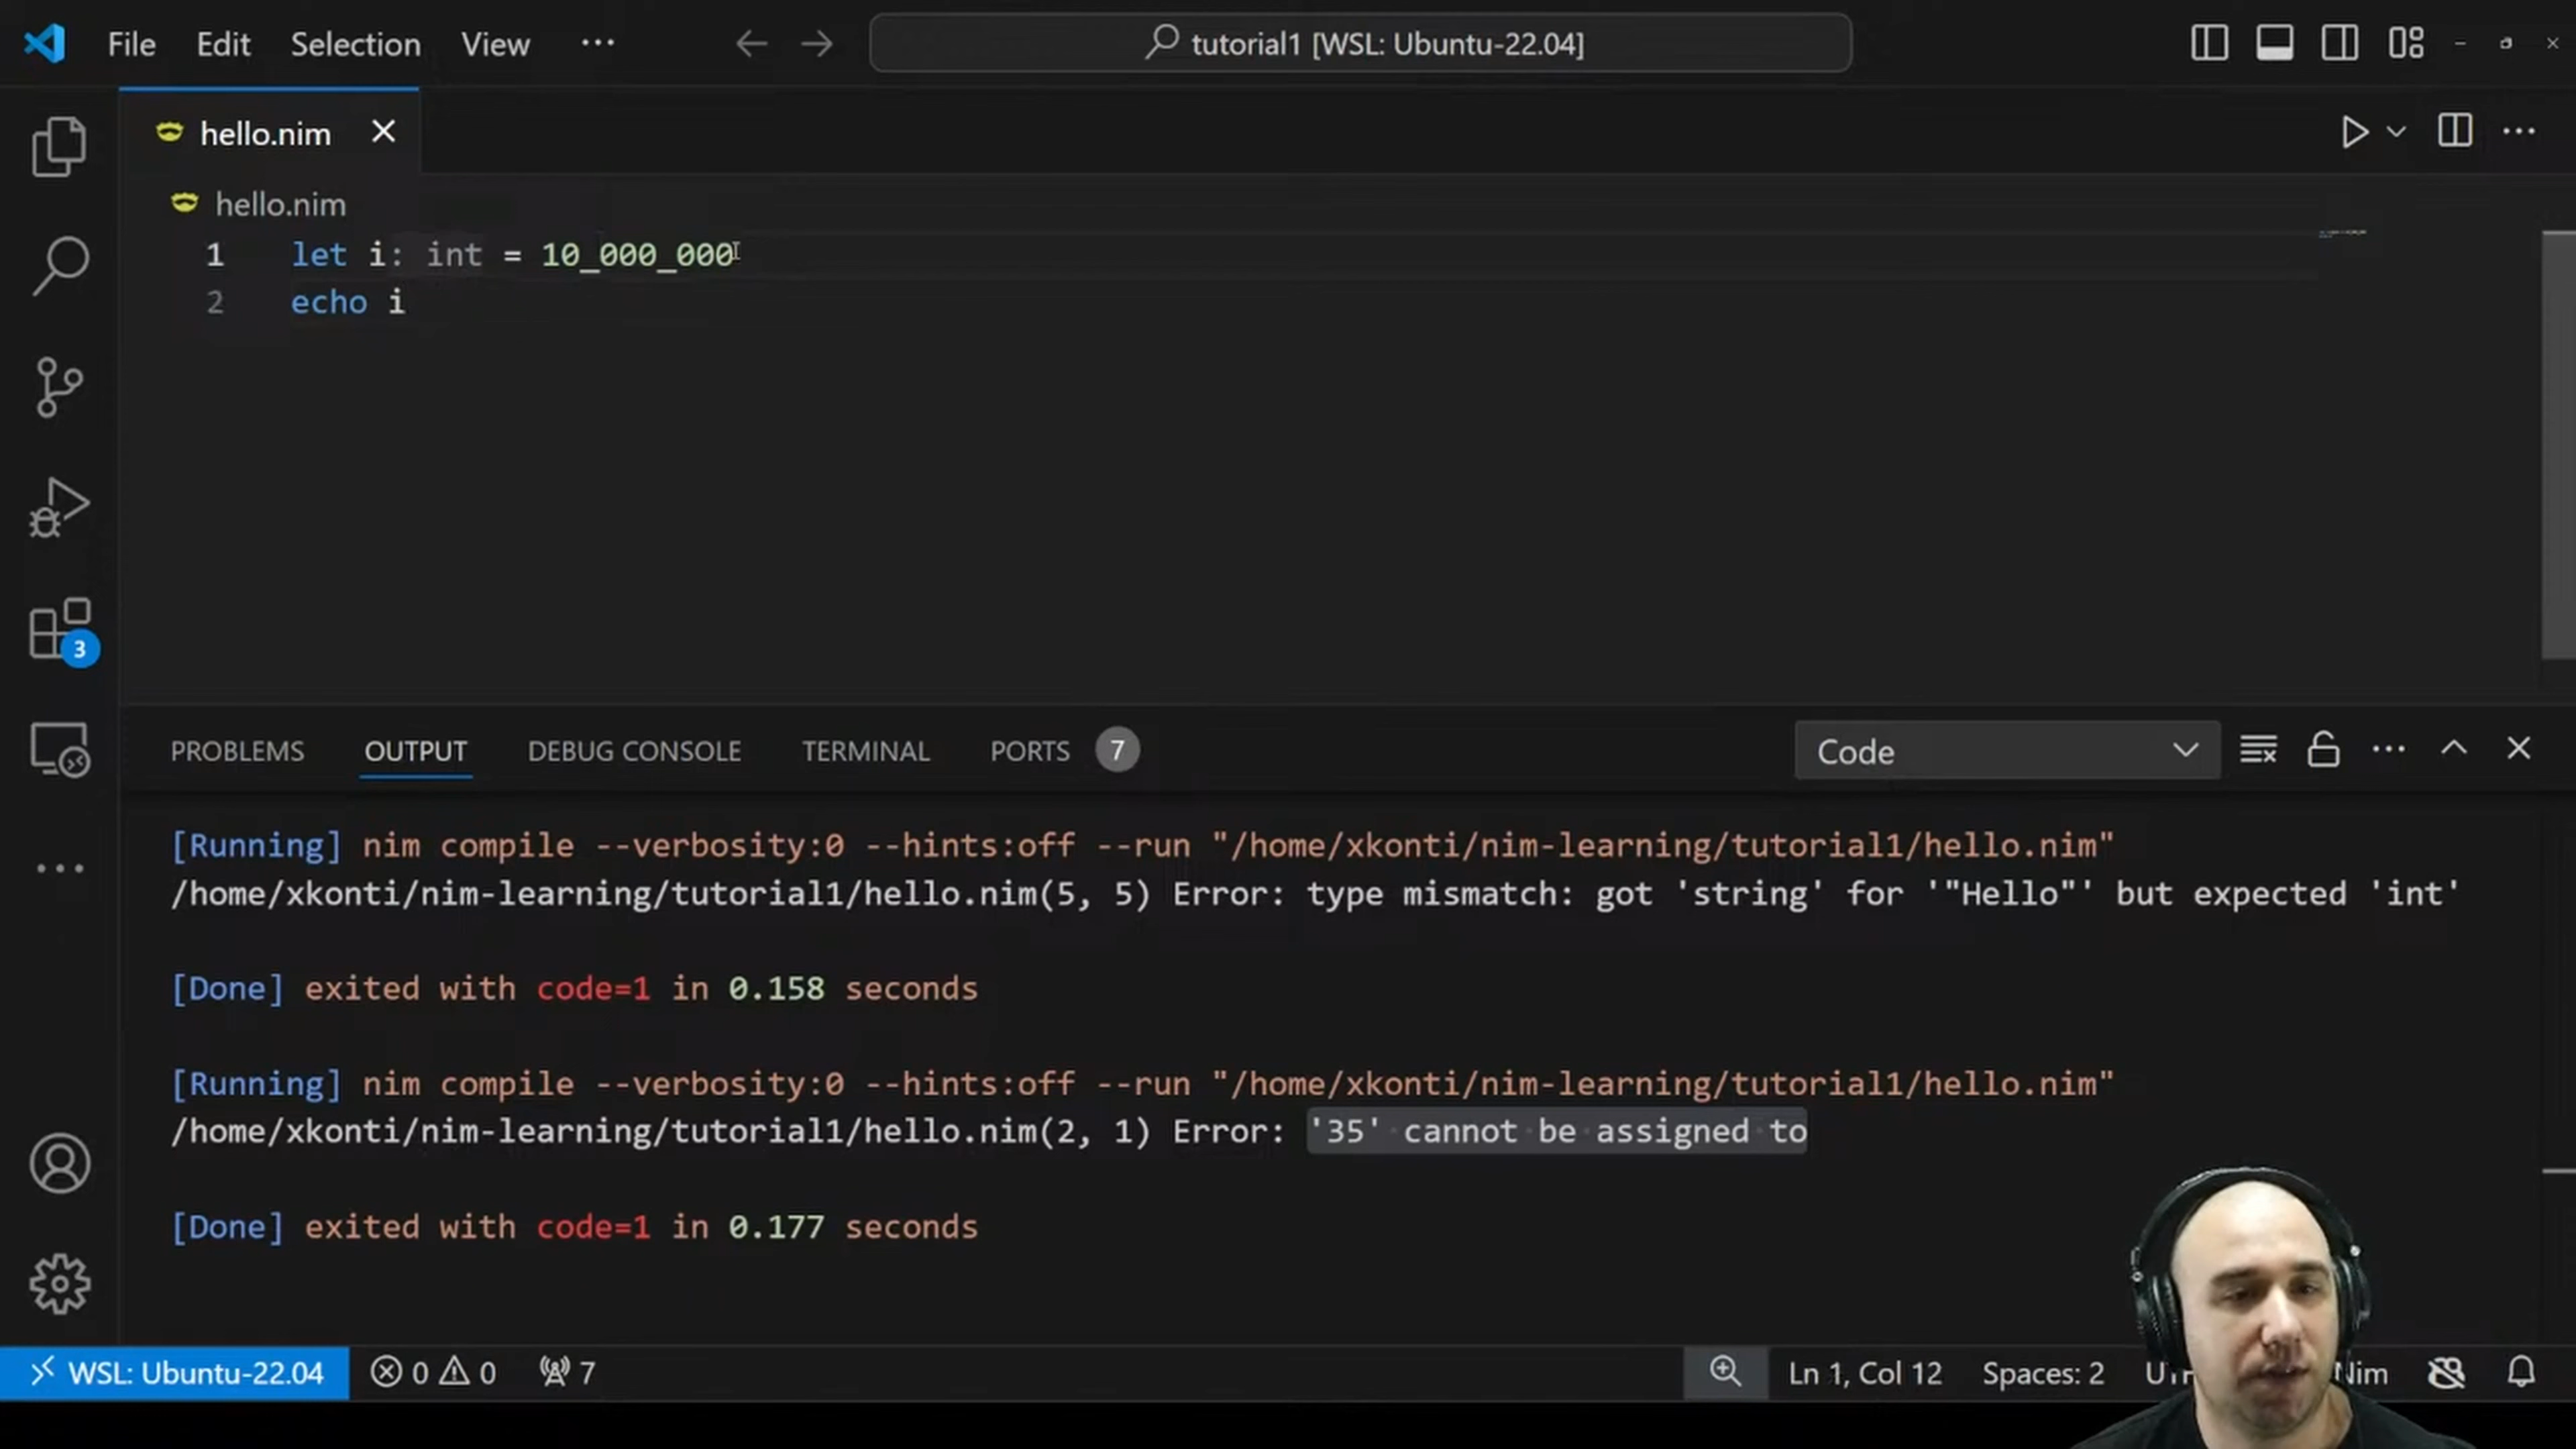 File Edit Selection View ··· tutorial1 [WSL: Ubuntu-22.04]
hello.nim
hello.nim
1 let i: int = 10_000_000
2 echo i
3
PROBLEMS OUTPUT DEBUG CONSOLE TERMINAL PORTS 7 Code
[Running] nim compile --verbosity:0 --hints:off --run "/home/xkonti/nim-learning/tutorial1/hello.nim"
/home/xkonti/nim-learning/tutorial1/hello.nim(5, 5) Error: type mismatch: got 'string' for '"Hello"' but expected 'int'
[Done] exited with code=1 in 0.158 seconds
[Running] nim compile --verbosity:0 --hints:off --run "/home/xkonti/nim-learning/tutorial1/hello.nim"
/home/xkonti/nim-learning/tutorial1/hello.nim(2, 1) Error: '35' cannot be assigned to
[Done] exited with code=1 in 0.177 seconds
WSL: Ubuntu-22.04 0 0 7 Ln 1, Col 12 Spaces: 2 Nim